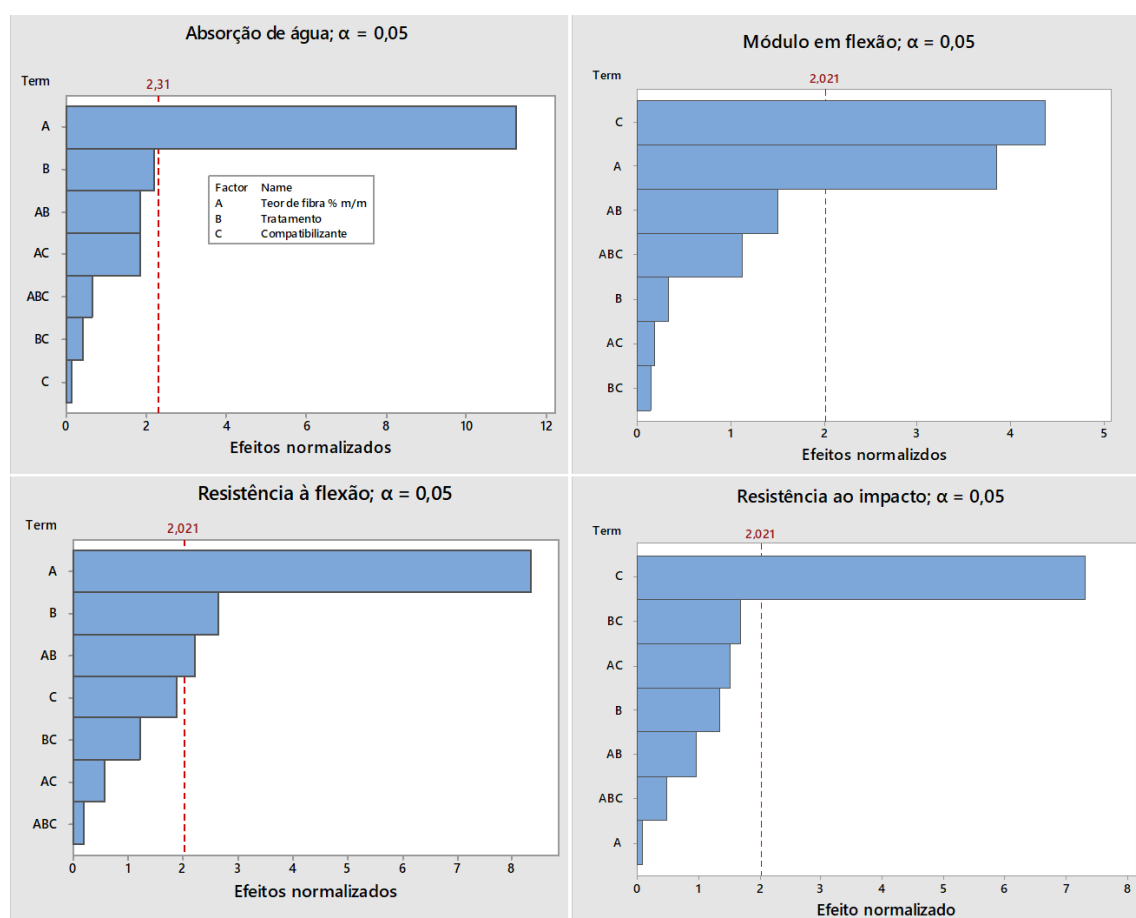 Absorção de água; α = 0,05
Term
2,31
A
B
AB
AC
ABC
BC
C
Factor Name
A Teor de fibra % m/m
B Tratamento
C Compatibilizante
0 2 4 6 8 10 12
Efeitos normalizados
Módulo em flexão; α = 0,05
Term
2,021
C
A
AB
ABC
B
AC
BC
0 1 2 3 4 5
Efeitos normalizdos
Resistência à flexão; α = 0,05
Term
2,021
A
B
AB
C
BC
AC
ABC
0 1 2 3 4 5 6 7 8
Efeitos normalizados
Resistência ao impacto; α = 0,05
Term
2,021
C
BC
AC
B
AB
ABC
A
0 1 2 3 4 5 6 7 8
Efeito normalizado